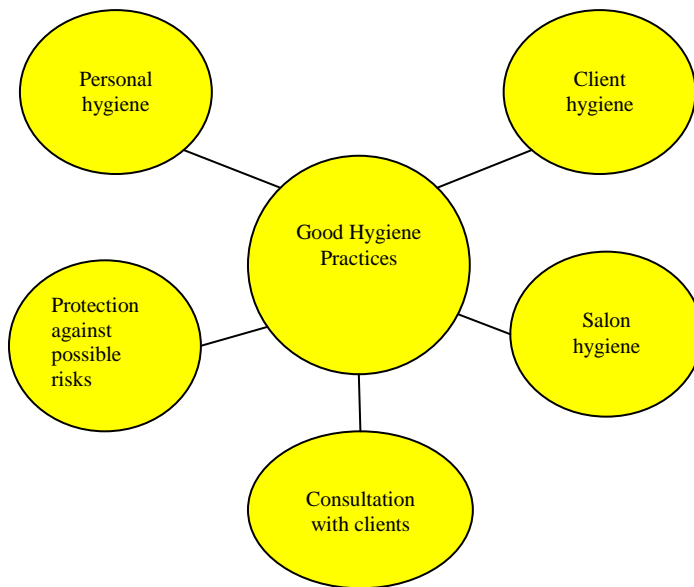 Personal
hygiene
Client
hygiene
Good Hygiene
Practices
Protection
against
possible
risks
Salon
hygiene
Consultation
with clients